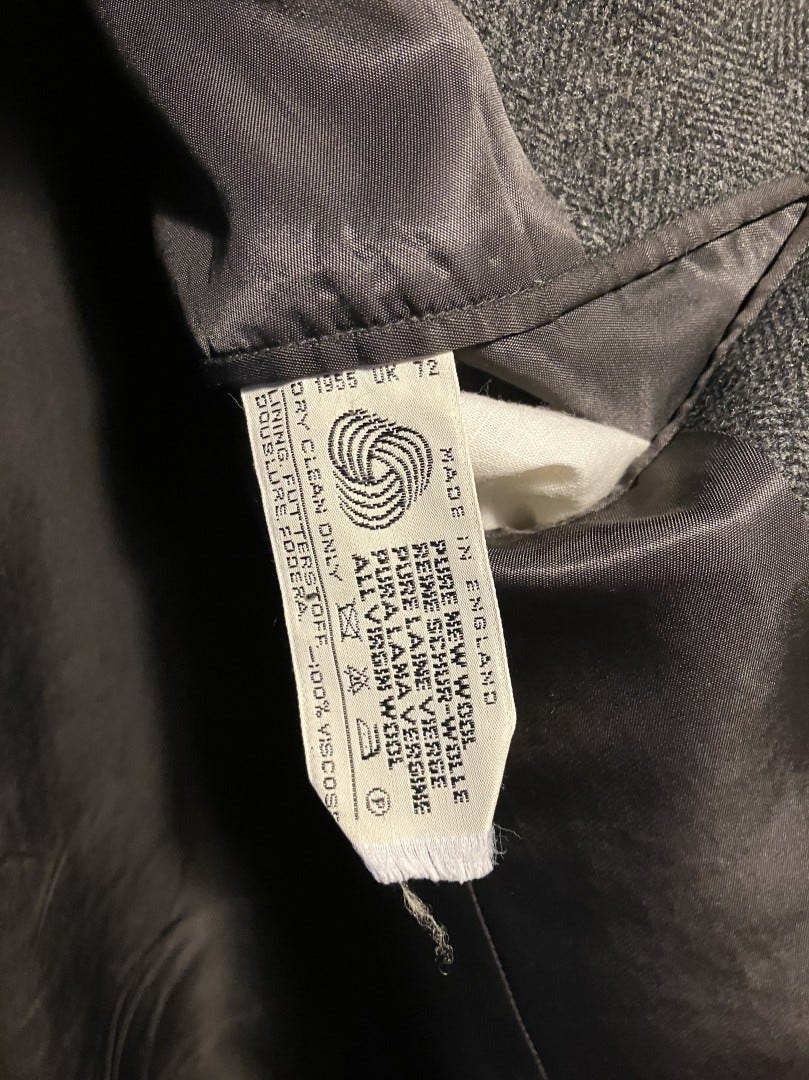 1955 UK 72
MADE IN ENGLAND
PURE NEW WOOL
REINE SCHUR-WOLLE
PURE LAINE VIERGE
PURA LANA VERGINE
ALL VIRGIN WOOL
DRY CLEAN ONLY
P
LINING FUTTERSTOFF -100% VISCOS
DOUBLURE FODERA.